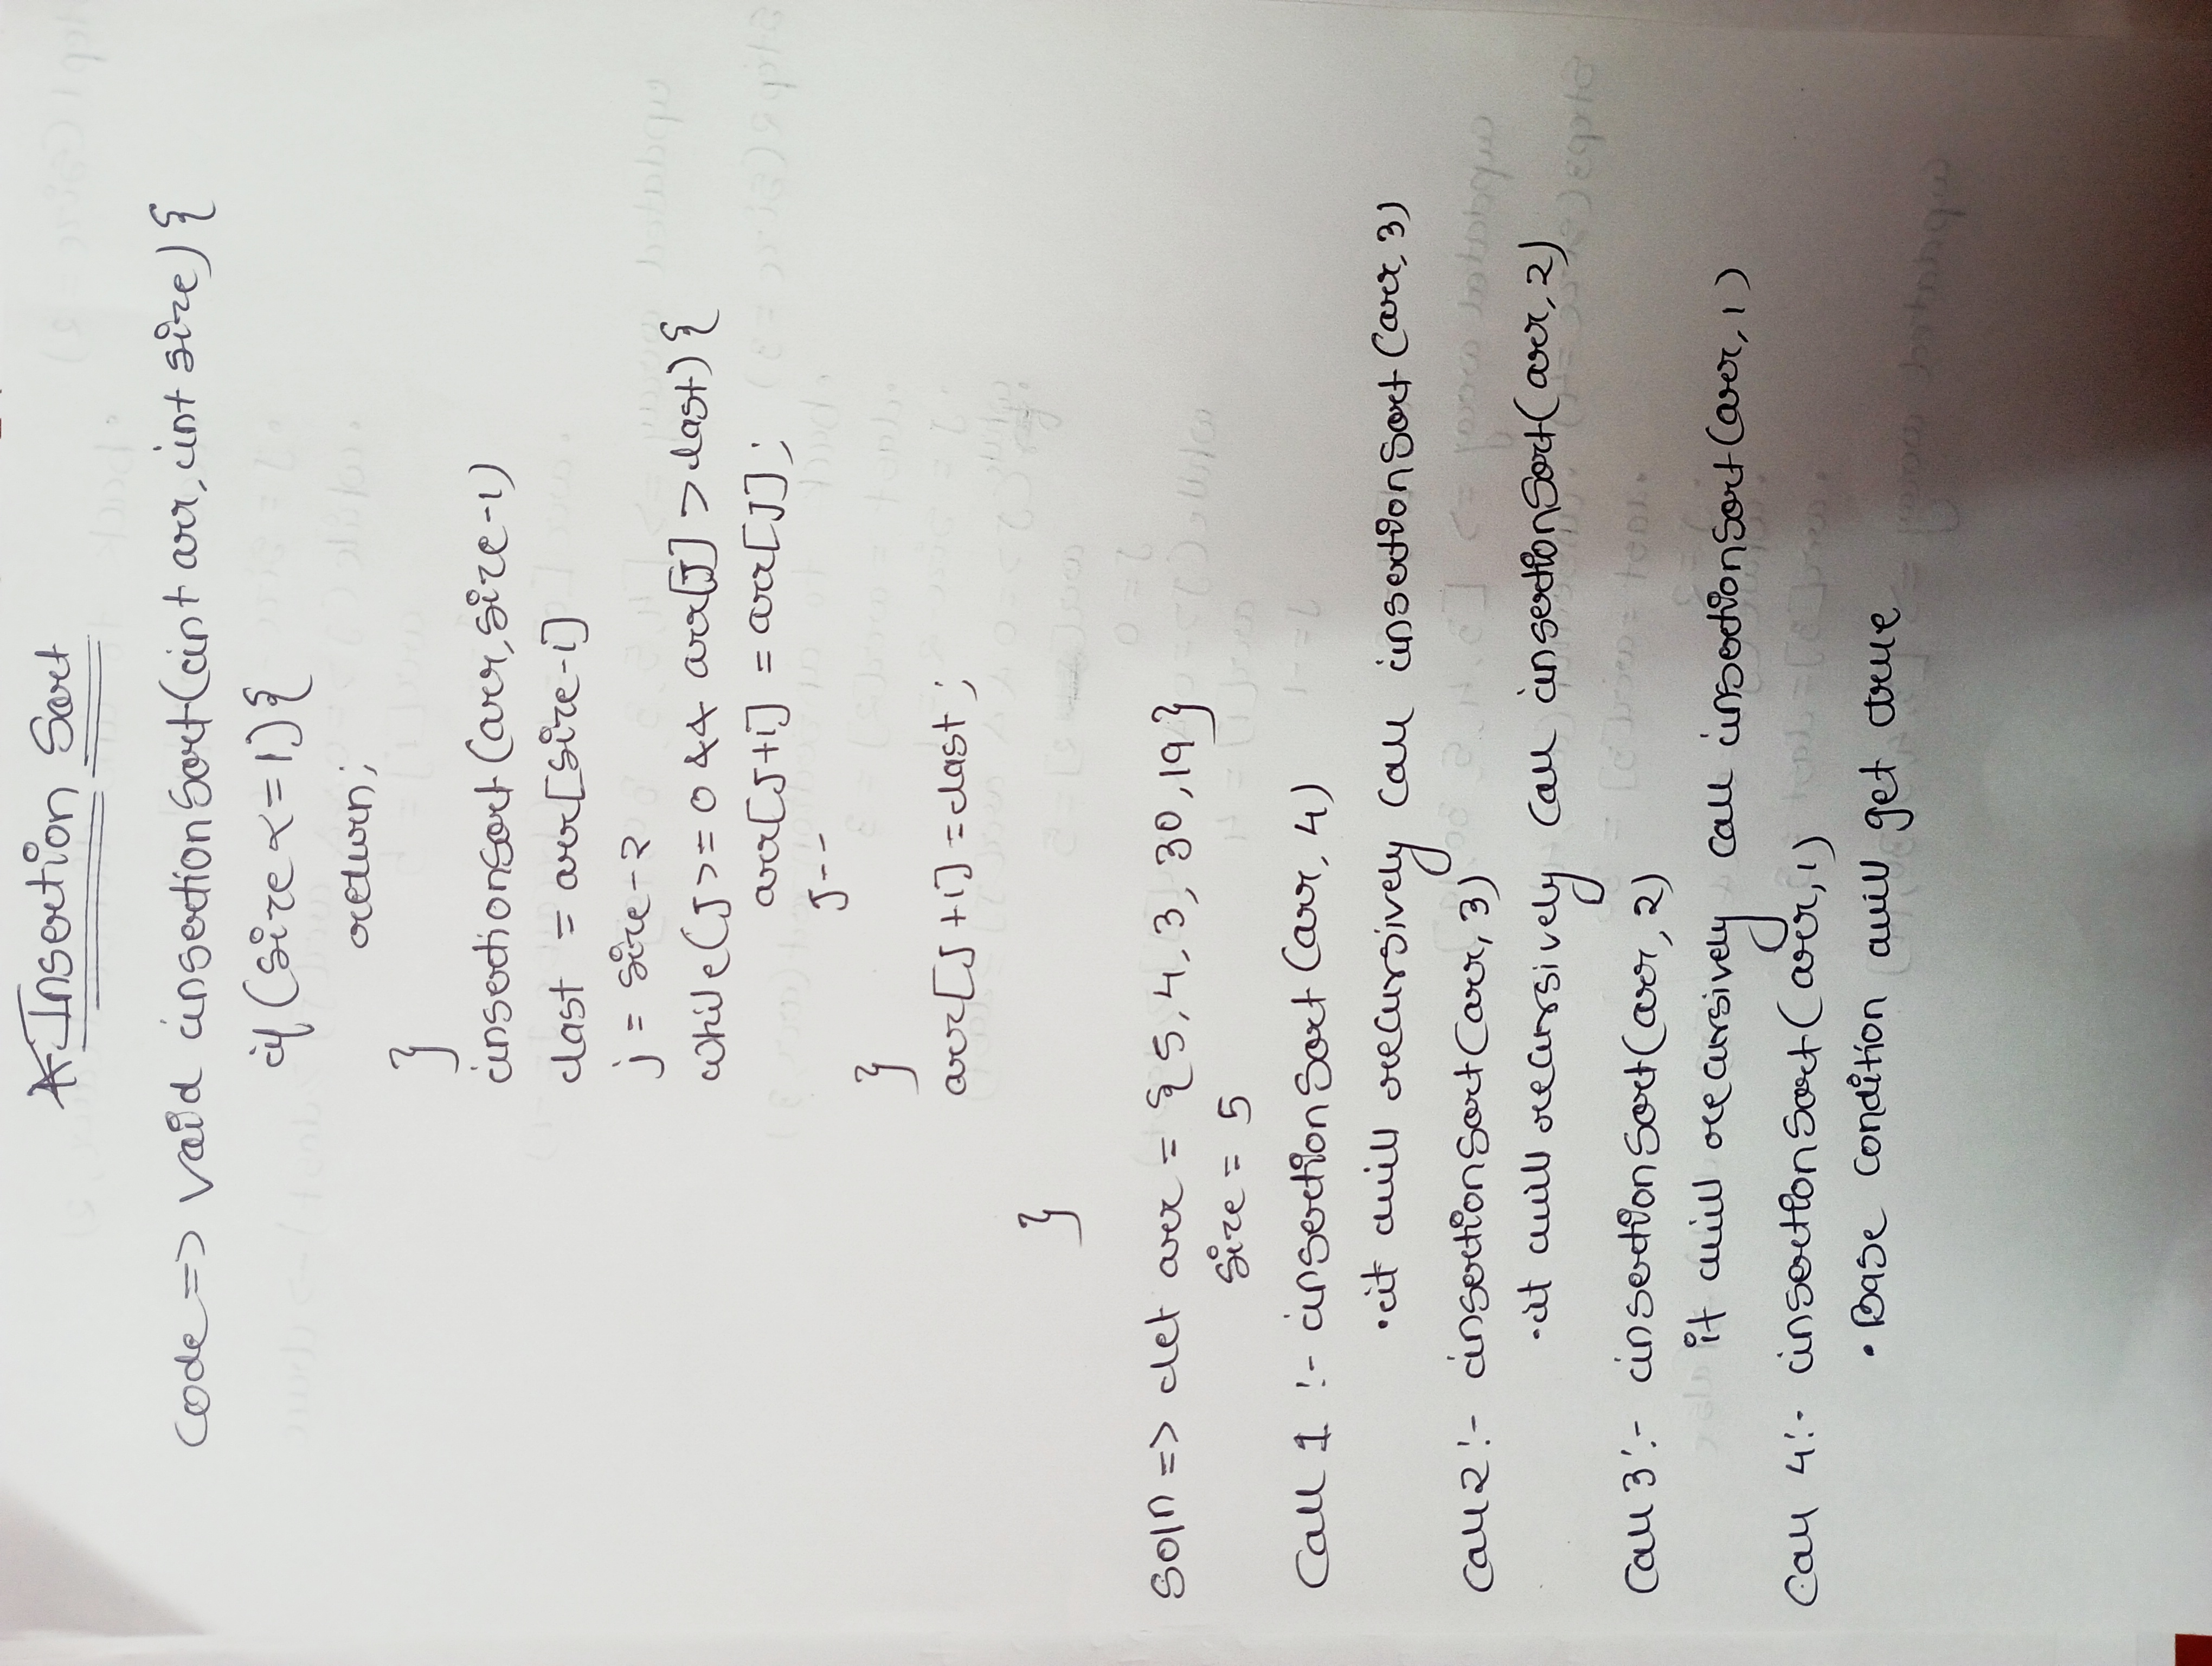 * Insertion Sort
Code => void insertionSort(int arr, int size) {
if (size <= 1) {
return;
}
insertionSort(arr, size-1)
last = arr[size-1]
j = size-2
while(j >= 0 && arr[j] > last) {
arr[j+1] = arr[j];
j--
}
arr[j+1] = last;
}
Soln => let arr = {5, 4, 3, 30, 19}
size = 5
Call 1 :- insertionSort (arr, 4)
• it will recursively call insertionSort (arr, 3)
Call 2 :- insertionSort (arr, 3)
• it will recursively call insertionSort (arr, 2)
Call 3 :- insertionSort (arr, 2)
it will recursively call insertionSort (arr, 1)
Call 4 :- insertionSort (arr, 1)
• Base condition will get true